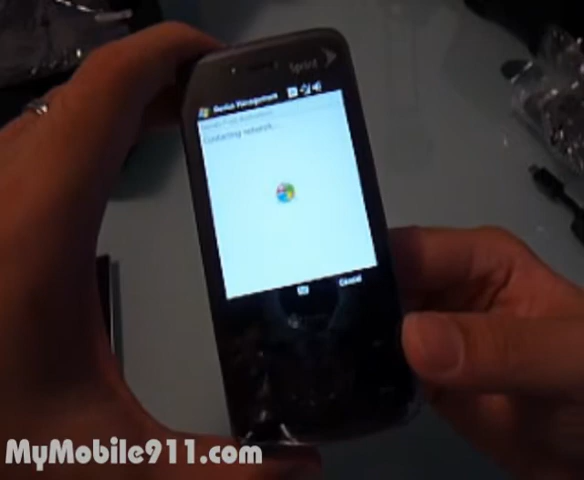 Sprint
Device Management
Contacting network...
Cancel
MyMobile911.com